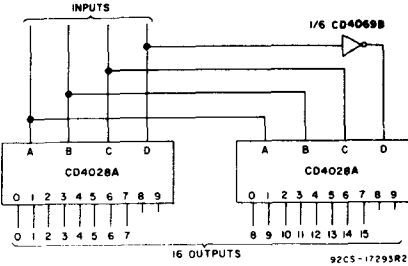 INPUTS
1/6 CD4069B
A B C D
A B C D
CD4028A
CD4028A
0 1 2 3 4 5 6 7 8 9
0 1 2 3 4 5 6 7 8 9
0 1 2 3 4 5 6 7
8 9 10 11 12 13 14 15
16 OUTPUTS
92CS-17293R2